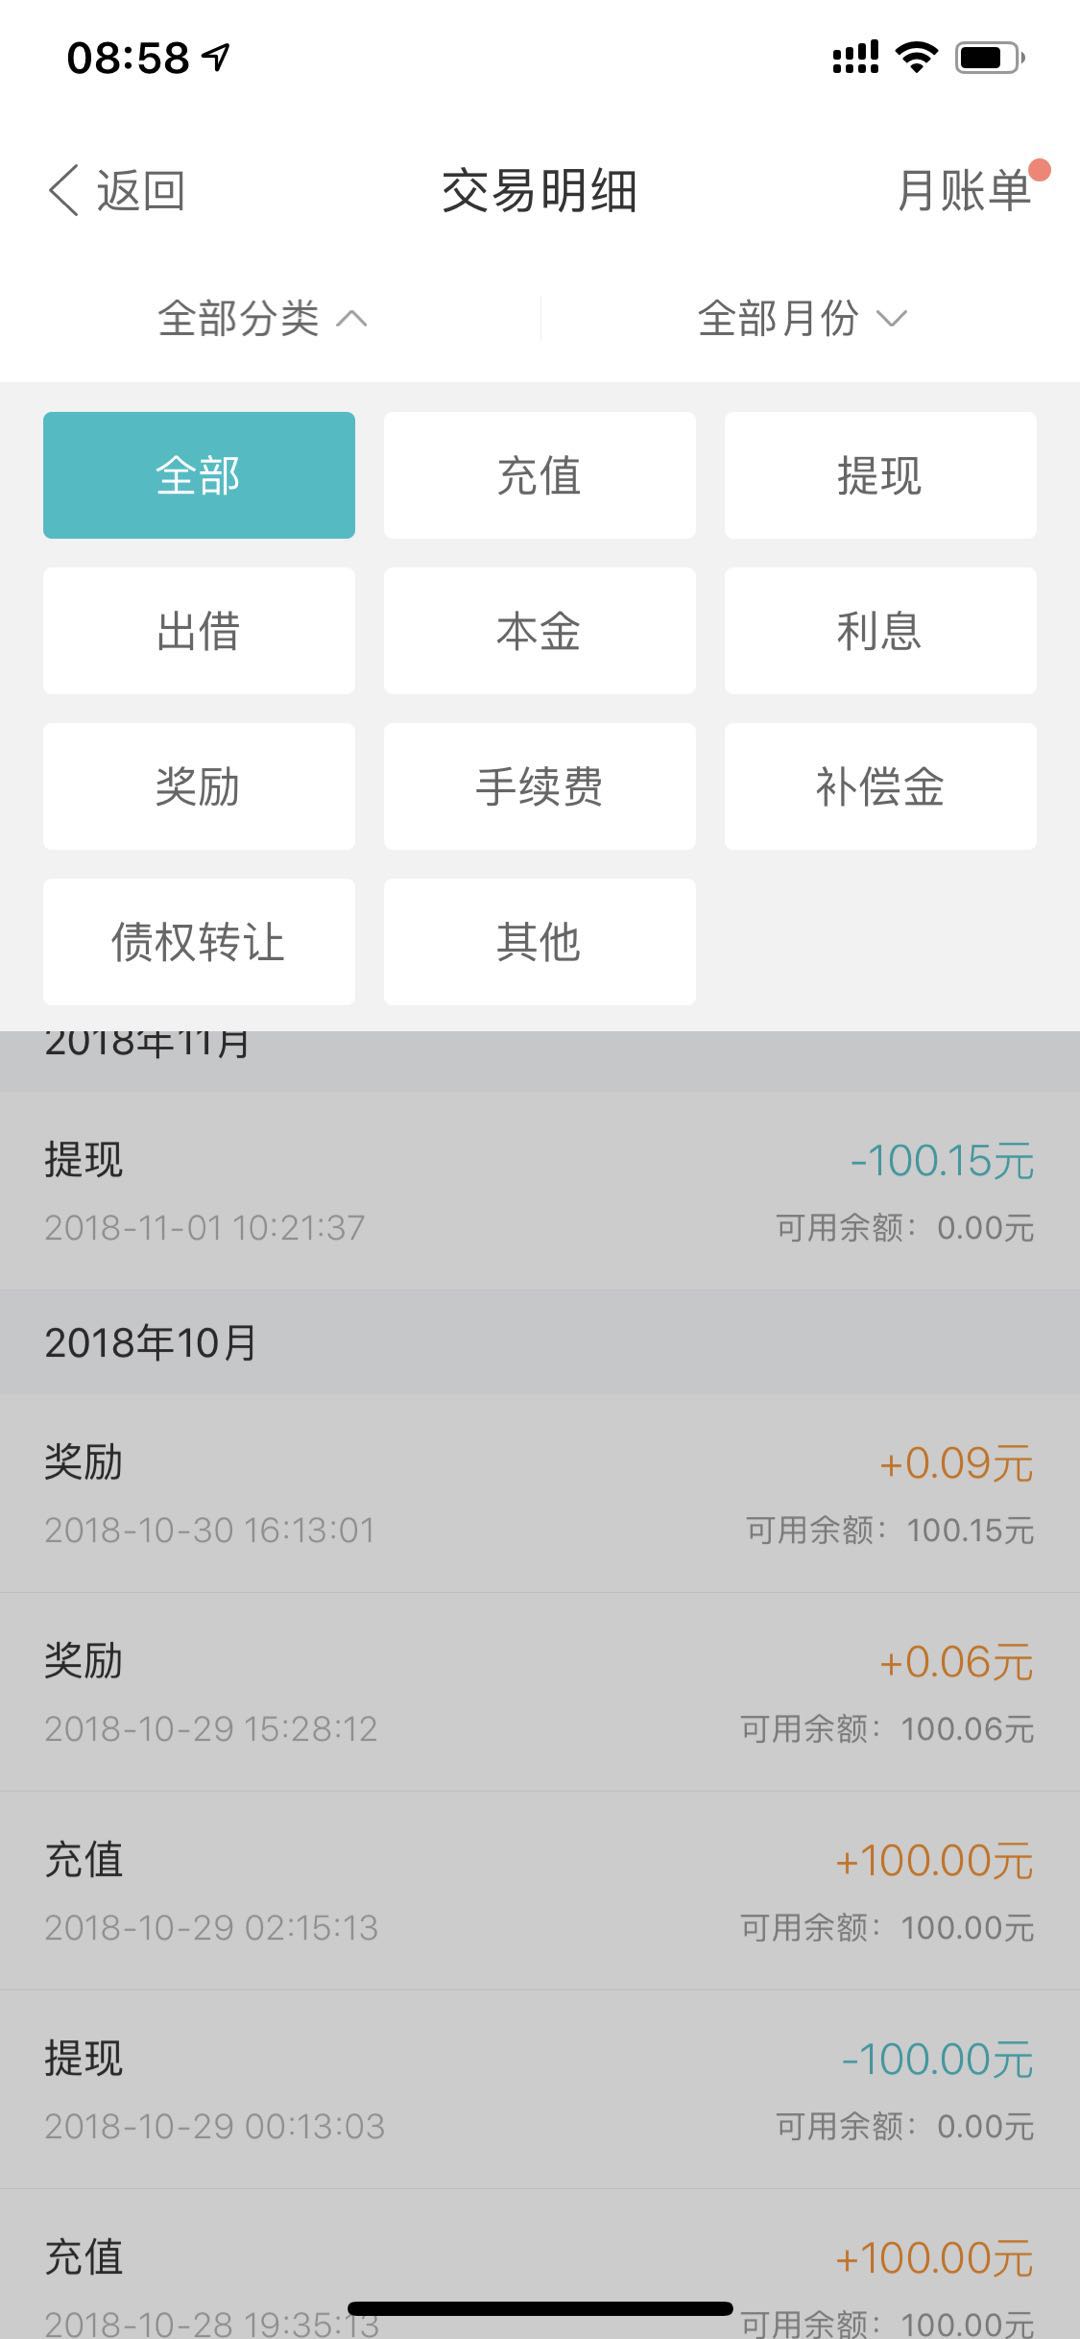 08:58
返回 交易明细 月账单
全部分类 全部月份
全部 充值 提现
出借 本金 利息
奖励 手续费 补偿金
债权转让 其他
2018年11月
提现 -100.15元
2018-11-01 10:21:37 可用余额：0.00元
2018年10月
奖励 +0.09元
2018-10-30 16:13:01 可用余额：100.15元
奖励 +0.06元
2018-10-29 15:28:12 可用余额：100.06元
充值 +100.00元
2018-10-29 02:15:13 可用余额：100.00元
提现 -100.00元
2018-10-29 00:13:03 可用余额：0.00元
充值 +100.00元
2018-10-28 19:35:13 可用余额：100.00元